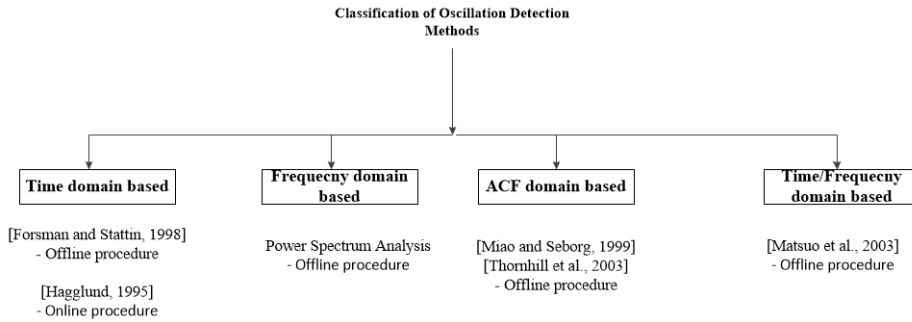 Classification of Oscillation Detection
Methods
Time domain based
[Forsman and Stattin, 1998]
- Offline procedure
[Hagglund, 1995]
- Online procedure
Frequecny domain
based
Power Spectrum Analysis
- Offline procedure
ACF domain based
[Miao and Seborg, 1999]
[Thornhill et al., 2003]
- Offline procedure
Time/Frequecny
domain based
[Matsuo et al., 2003]
- Offline procedure